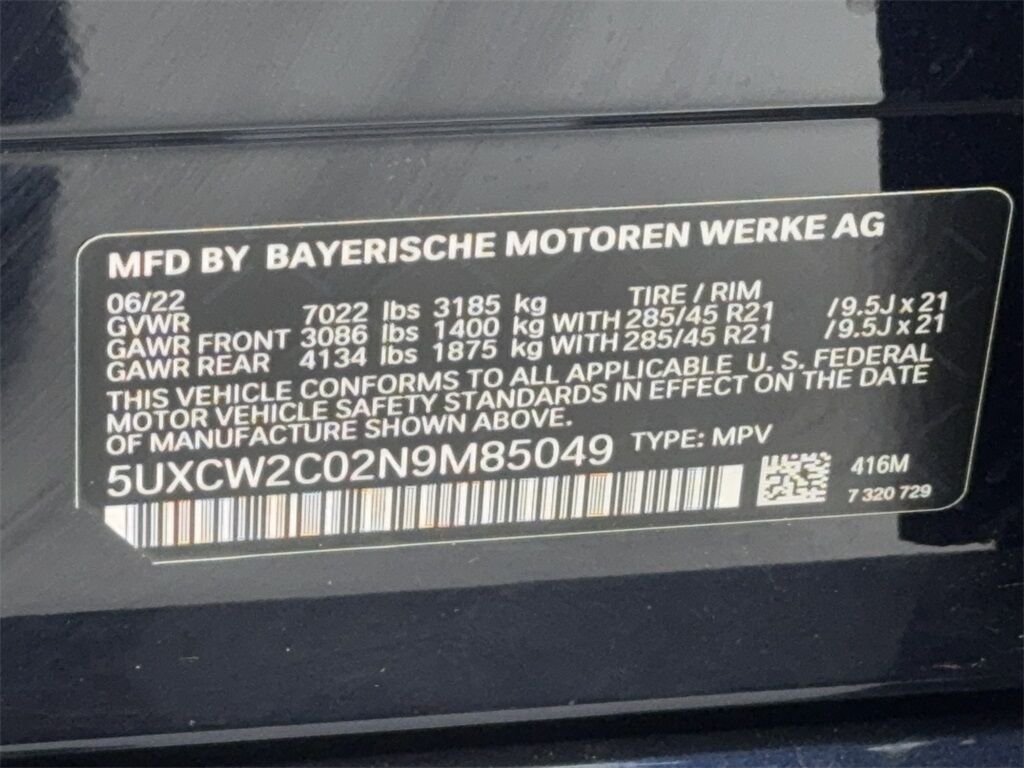 MFD BY BAYERISCHE MOTOREN WERKE AG
06/22 TIRE / RIM
GVWR 7022 lbs 3185 kg
GAWR FRONT 3086 lbs 1400 kg WITH 285/45 R21 /9.5J x 21
GAWR REAR 4134 lbs 1875 kg WITH 285/45 R21 /9.5J x 21
THIS VEHICLE CONFORMS TO ALL APPLICABLE U. S. FEDERAL
MOTOR VEHICLE SAFETY STANDARDS IN EFFECT ON THE DATE
OF MANUFACTURE SHOWN ABOVE.
5UXCW2C02N9M85049 TYPE: MPV
416M
7 320 729